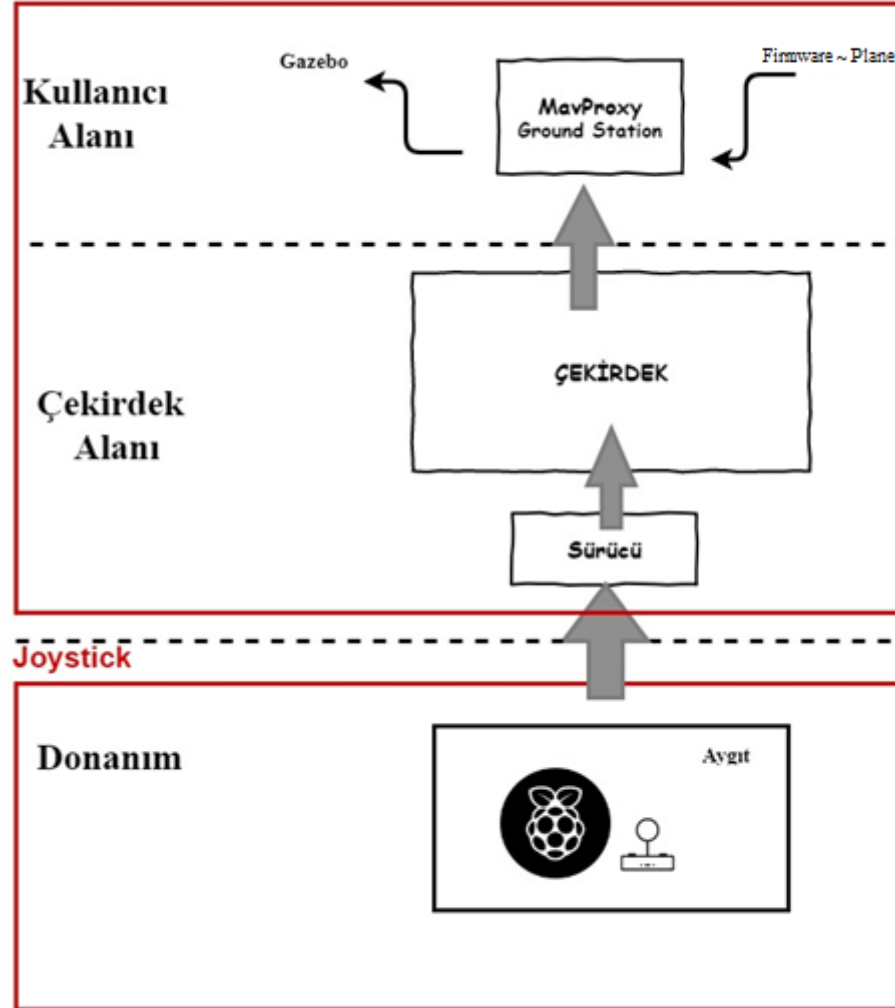 Gazebo
Firmware ~ Plane
Kullanıcı
Alanı
MavProxy
Ground Station
ÇEKİRDEK
Çekirdek
Alanı
Sürücü
Joystick
Donanım
Aygıt